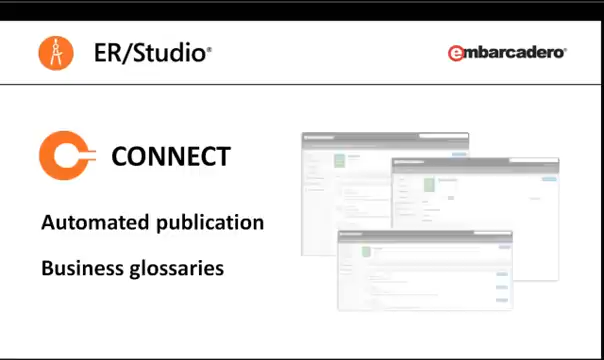 ER/Studio®
embarcadero®
CONNECT
Automated publication
Business glossaries